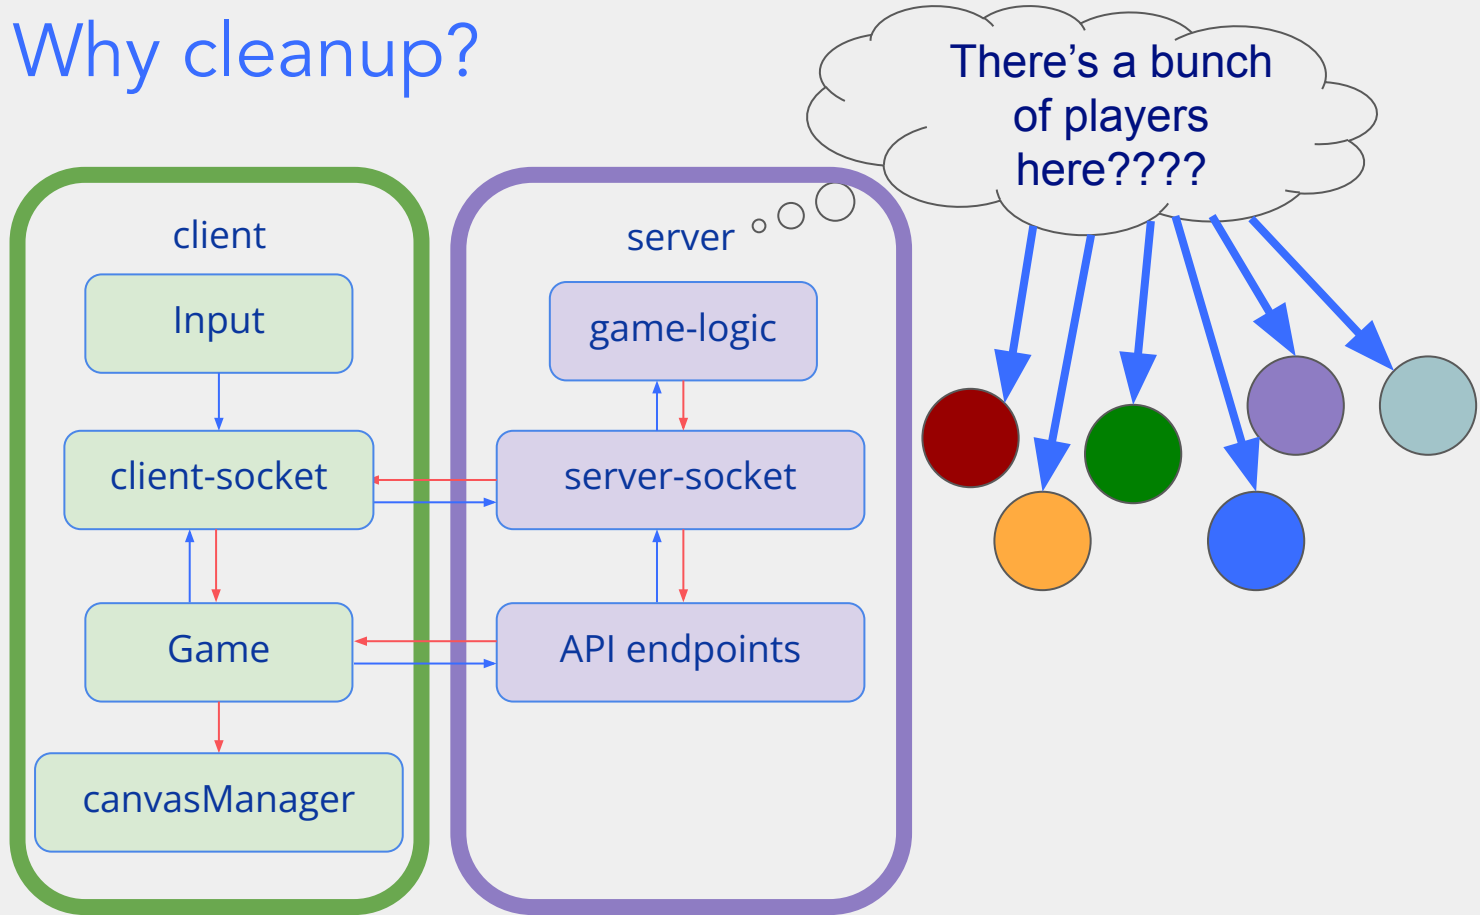 Why cleanup?
There's a bunch
of players
here????
client
Input
client-socket
Game
canvasManager
server
game-logic
server-socket
API endpoints